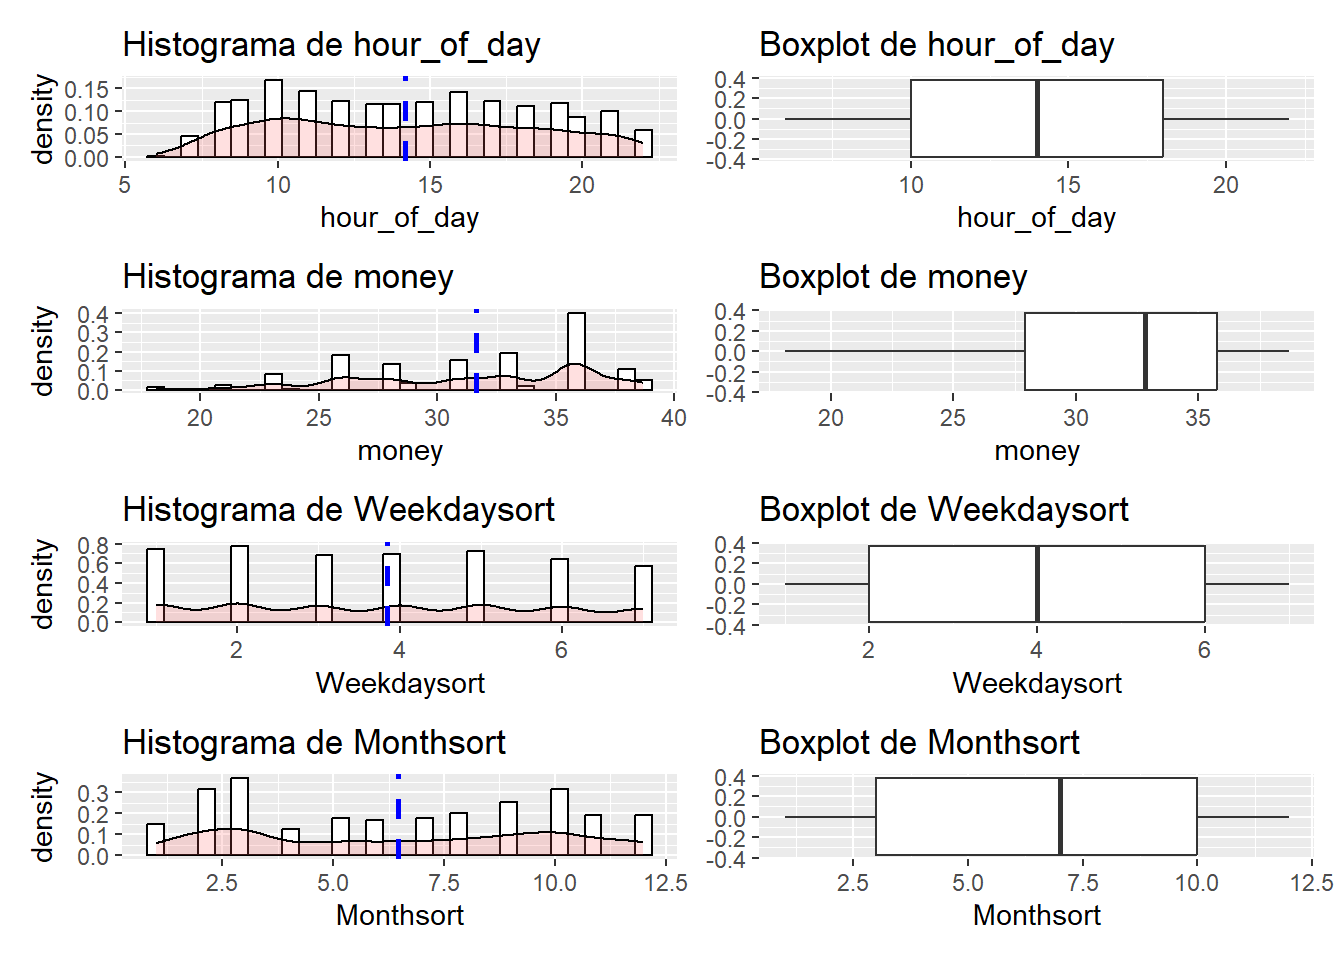 Histograma de hour_of_day
density
0.15
0.10
0.05
0.00
5 10 15 20
hour_of_day
Boxplot de hour_of_day
0.4
0.2
0.0
-0.2
-0.4
10 15 20
hour_of_day
Histograma de money
density
0.4
0.3
0.2
0.1
0.0
20 25 30 35 40
money
Boxplot de money
0.4
0.2
0.0
-0.2
-0.4
20 25 30 35
money
Histograma de Weekdaysort
density
0.8
0.6
0.4
0.2
0.0
2 4 6
Weekdaysort
Boxplot de Weekdaysort
0.4
0.2
0.0
-0.2
-0.4
2 4 6
Weekdaysort
Histograma de Monthsort
density
0.3
0.2
0.1
0.0
2.5 5.0 7.5 10.0 12.5
Monthsort
Boxplot de Monthsort
0.4
0.2
0.0
-0.2
-0.4
2.5 5.0 7.5 10.0 12.5
Monthsort